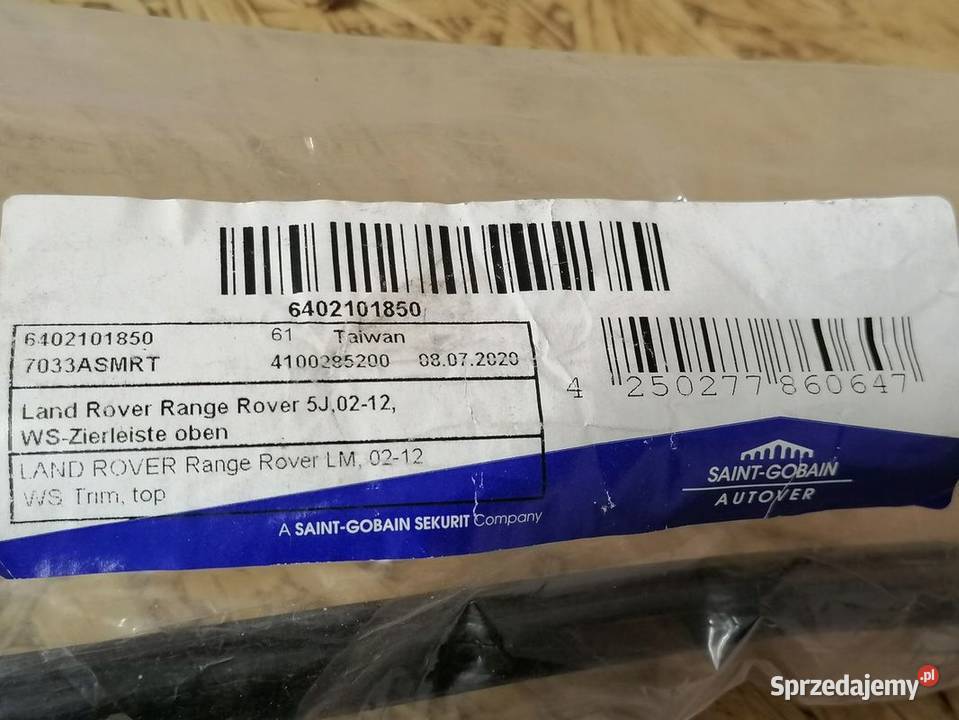 6402101850
6402101850 61 Taiwan
7033ASMRT 4100285200 08.07.2020
4 250277 860647
Land Rover Range Rover 5J,02-12,
WS-Zierleiste oben
LAND ROVER Range Rover LM, 02-12
WS Trim, top
SAINT-GOBAIN
AUTOVER
A SAINT-GOBAIN SEKURIT Company
Sprzedajemy.pl